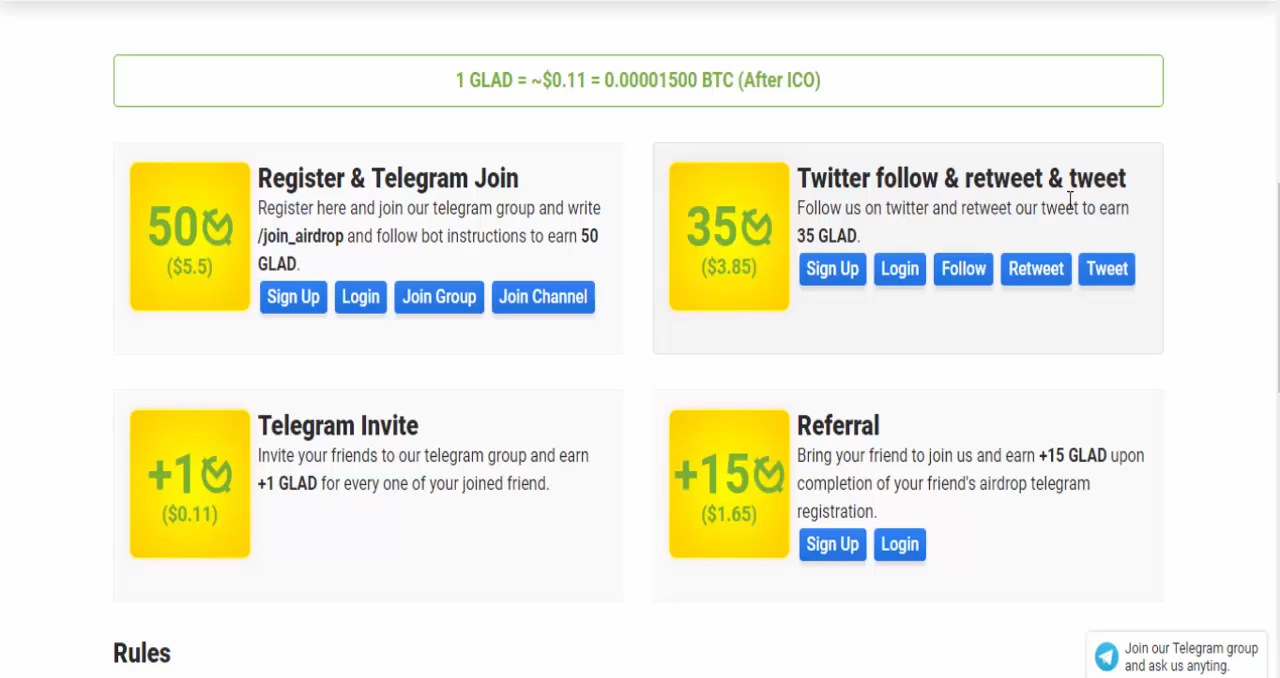 1 GLAD = ~$0.11 = 0.00001500 BTC (After ICO)
50
($5.5)
Register & Telegram Join
Register here and join our telegram group and write
/join_airdrop and follow bot instructions to earn 50
GLAD.
Sign Up Login Join Group Join Channel
35
($3.85)
Twitter follow & retweet & tweet
Follow us on twitter and retweet our tweet to earn
35 GLAD.
Sign Up Login Follow Retweet Tweet
+1
($0.11)
Telegram Invite
Invite your friends to our telegram group and earn
+1 GLAD for every one of your joined friend.
+15
($1.65)
Referral
Bring your friend to join us and earn +15 GLAD upon
completion of your friend's airdrop telegram
registration.
Sign Up Login
Rules
Join our Telegram group
and ask us anyting.